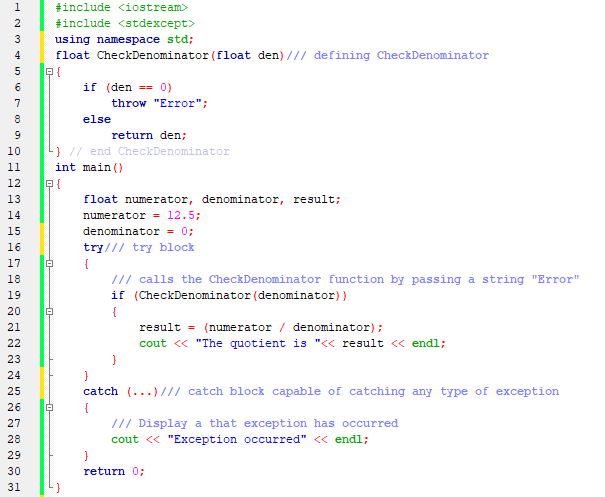 1 #include <iostream>
2 #include <stdexcept>
3 using namespace std;
4 float CheckDenominator(float den)/// defining CheckDenominator
5 {
6 if (den == 0)
7 throw "Error";
8 else
9 return den;
10 } // end CheckDenominator
11 int main()
12 {
13 float numerator, denominator, result;
14 numerator = 12.5;
15 denominator = 0;
16 try/// try block
17 {
18 /// calls the CheckDenominator function by passing a string "Error"
19 if (CheckDenominator(denominator))
20 {
21 result = (numerator / denominator);
22 cout << "The quotient is "<< result << endl;
23 }
24 }
25 catch (...)/// catch block capable of catching any type of exception
26 {
27 /// Display a that exception has occurred
28 cout << "Exception occurred" << endl;
29 }
30 return 0;
31 }